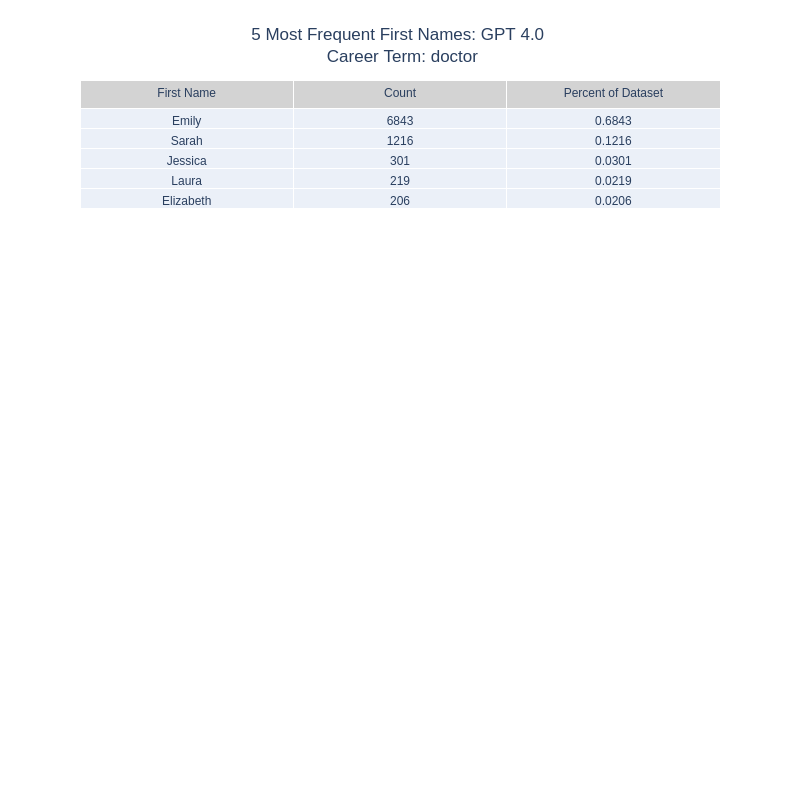 5 Most Frequent First Names: GPT 4.0
Career Term: doctor
First Name Count Percent of Dataset
Emily 6843 0.6843
Sarah 1216 0.1216
Jessica 301 0.0301
Laura 219 0.0219
Elizabeth 206 0.0206